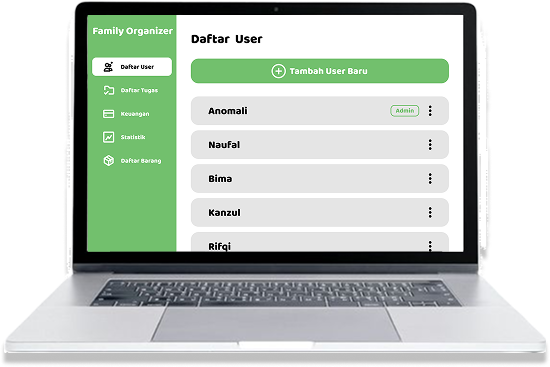 Family Organizer
Daftar User
Daftar Tugas
Keuangan
Statistik
Daftar Barang
Daftar User
Tambah User Baru
Anomali
Admin
Naufal
Bima
Kanzul
Rifqi